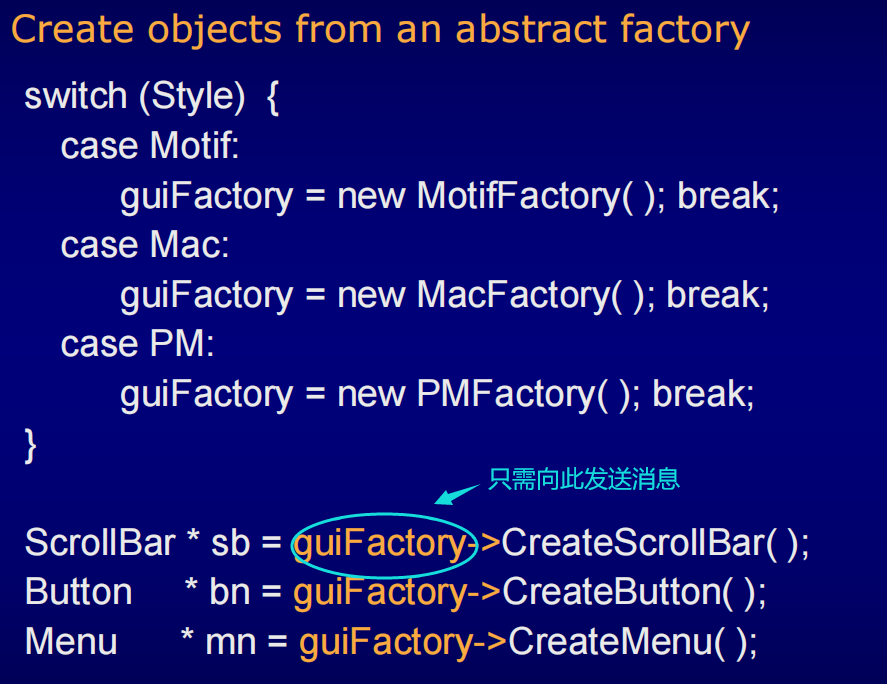 Create objects from an abstract factory
switch (Style) {
case Motif:
guiFactory = new MotifFactory( ); break;
case Mac:
guiFactory = new MacFactory( ); break;
case PM:
guiFactory = new PMFactory( ); break;
}
只需向此发送消息
ScrollBar * sb = guiFactory->CreateScrollBar( );
Button * bn = guiFactory->CreateButton( );
Menu * mn = guiFactory->CreateMenu( );